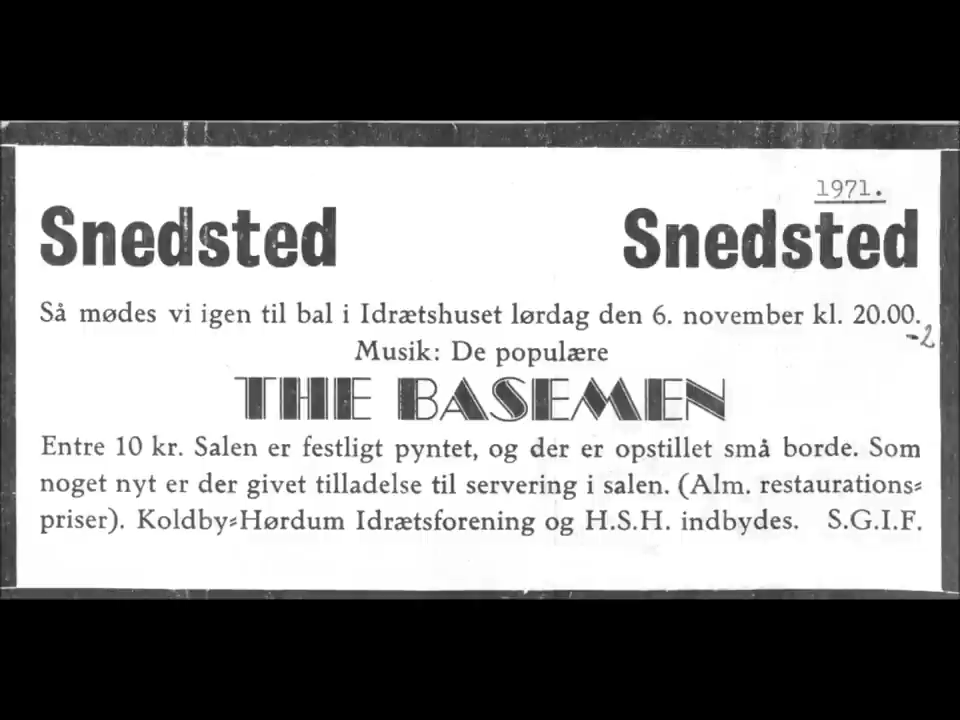 1971.
Snedsted Snedsted
Så mødes vi igen til bal i Idrætshuset lørdag den 6. november kl. 20.00.
-2
Musik: De populære
THE BASEMEN
Entre 10 kr. Salen er festligt pyntet, og der er opstillet små borde. Som
noget nyt er der givet tilladelse til servering i salen. (Alm. restaurations=
priser). Koldby=Hørdum Idrætsforening og H.S.H. indbydes. S.G.I.F.